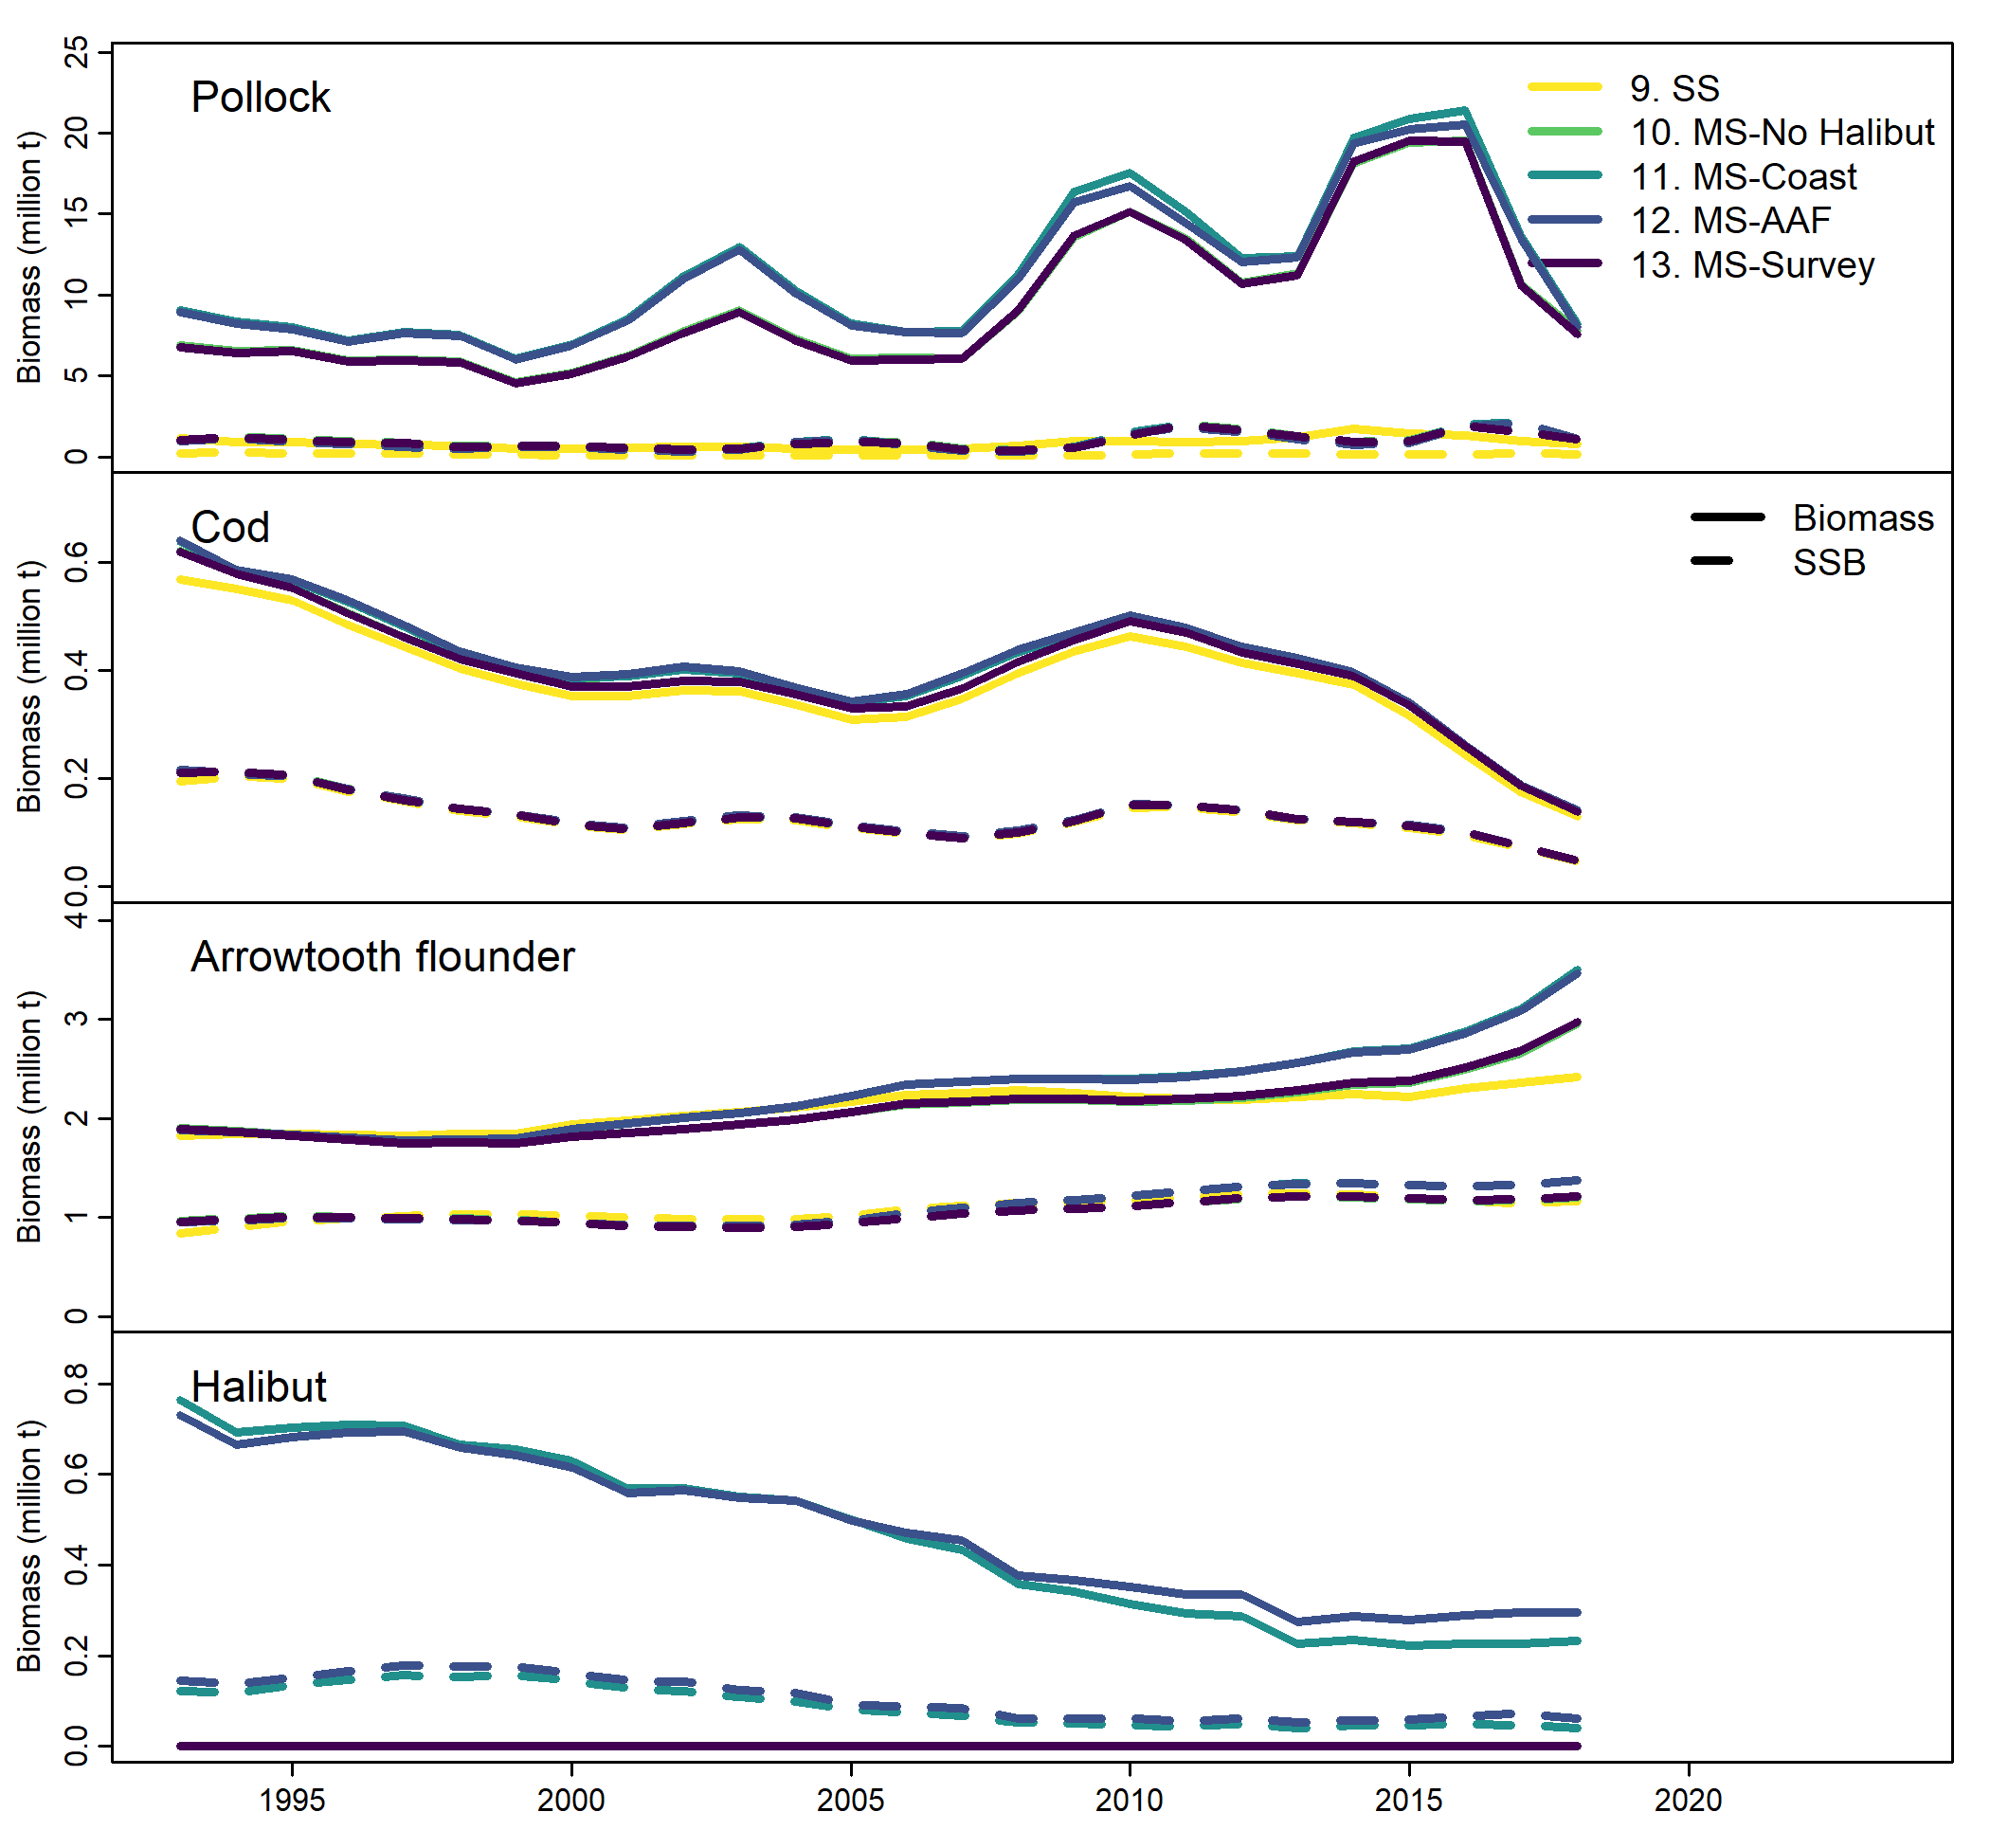 Pollock
Biomass (million t)
25
20
15
10
5
0
9. SS
10. MS-No Halibut
11. MS-Coast
12. MS-AAF
13. MS-Survey
Cod
Biomass (million t)
0.6
0.4
0.2
0.0
Biomass
SSB
Arrowtooth flounder
Biomass (million t)
4
3
2
1
0
Halibut
Biomass (million t)
0.8
0.6
0.4
0.2
0.0
1995 2000 2005 2010 2015 2020